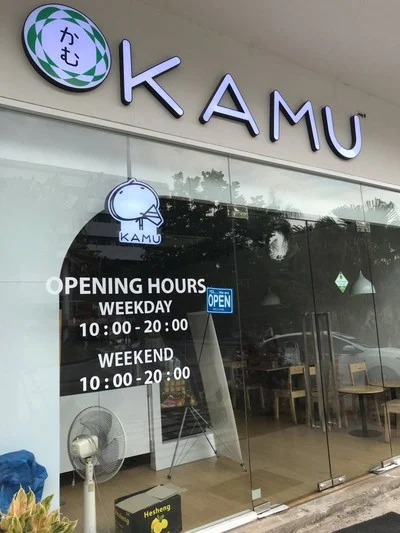 かむ
KAMU
KAMU
OPENING HOURS
WEEKDAY
10:00-20:00
WEEKEND
10:00-20:00
OPEN
Hesheng